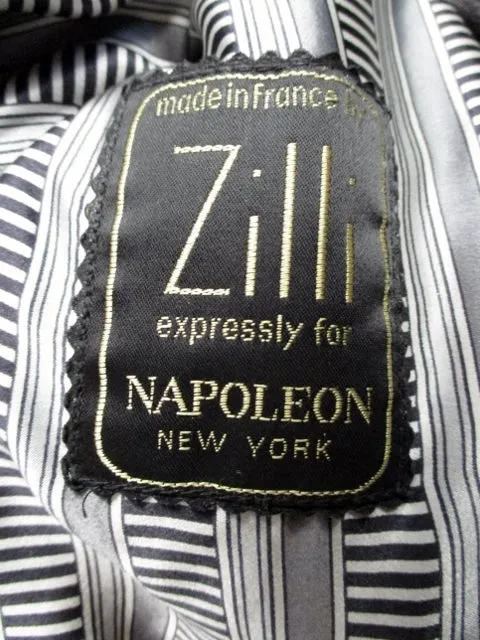 made in France by
Zilli
expressly for
NAPOLEON
NEW YORK